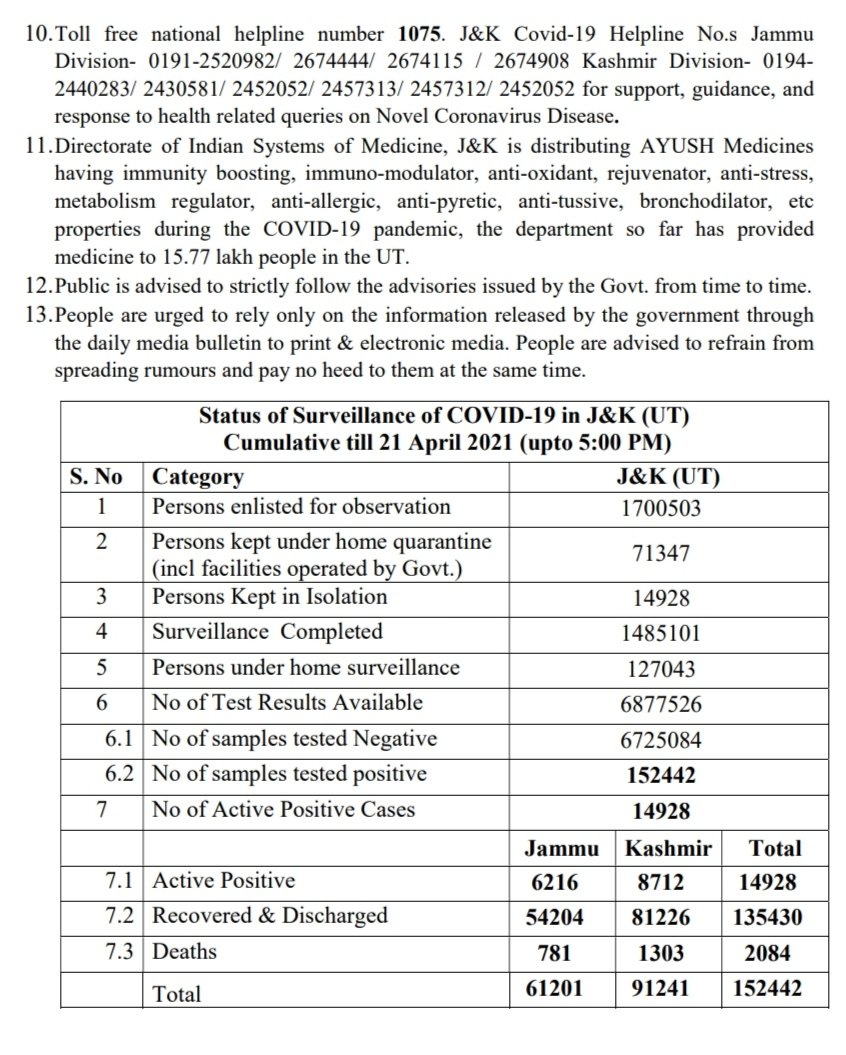 10.Toll free national helpline number 1075. J&K Covid-19 Helpline No.s Jammu
Division- 0191-2520982/ 2674444/ 2674115 / 2674908 Kashmir Division- 0194-
2440283/ 2430581/ 2452052/ 2457313/ 2457312/ 2452052 for support, guidance, and
response to health related queries on Novel Coronavirus Disease.
11.Directorate of Indian Systems of Medicine, J&K is distributing AYUSH Medicines
having immunity boosting, immuno-modulator, anti-oxidant, rejuvenator, anti-stress,
metabolism regulator, anti-allergic, anti-pyretic, anti-tussive, bronchodilator, etc
properties during the COVID-19 pandemic, the department so far has provided
medicine to 15.77 lakh people in the UT.
12.Public is advised to strictly follow the advisories issued by the Govt. from time to time.
13.People are urged to rely only on the information released by the government through
the daily media bulletin to print & electronic media. People are advised to refrain from
spreading rumours and pay no heed to them at the same time.
Status of Surveillance of COVID-19 in J&K (UT)
Cumulative till 21 April 2021 (upto 5:00 PM)
S. No Category J&K (UT)
1 Persons enlisted for observation 1700503
2 Persons kept under home quarantine
(incl facilities operated by Govt.) 71347
3 Persons Kept in Isolation 14928
4 Surveillance Completed 1485101
5 Persons under home surveillance 127043
6 No of Test Results Available 6877526
6.1 No of samples tested Negative 6725084
6.2 No of samples tested positive 152442
7 No of Active Positive Cases 14928
Jammu Kashmir Total
7.1 Active Positive 6216 8712 14928
7.2 Recovered & Discharged 54204 81226 135430
7.3 Deaths 781 1303 2084
Total 61201 91241 152442